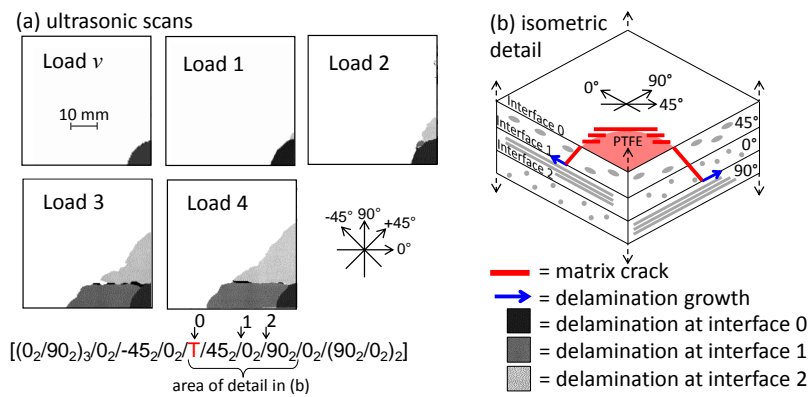 (a) ultrasonic scans
Load v
10 mm
Load 1
Load 2
Load 3
Load 4
-45° 90° +45° 0°
0 1 2
[(0₂/90₂)₃/0₂/-45₂/0₂/T/45₂/0₂/90₂/0₂/(90₂/0₂)₂]
area of detail in (b)
(b) isometric
detail
0° 90° 45°
Interface 0
Interface 1
Interface 2
PTFE
45°
0°
90°
= matrix crack
= delamination growth
= delamination at interface 0
= delamination at interface 1
= delamination at interface 2